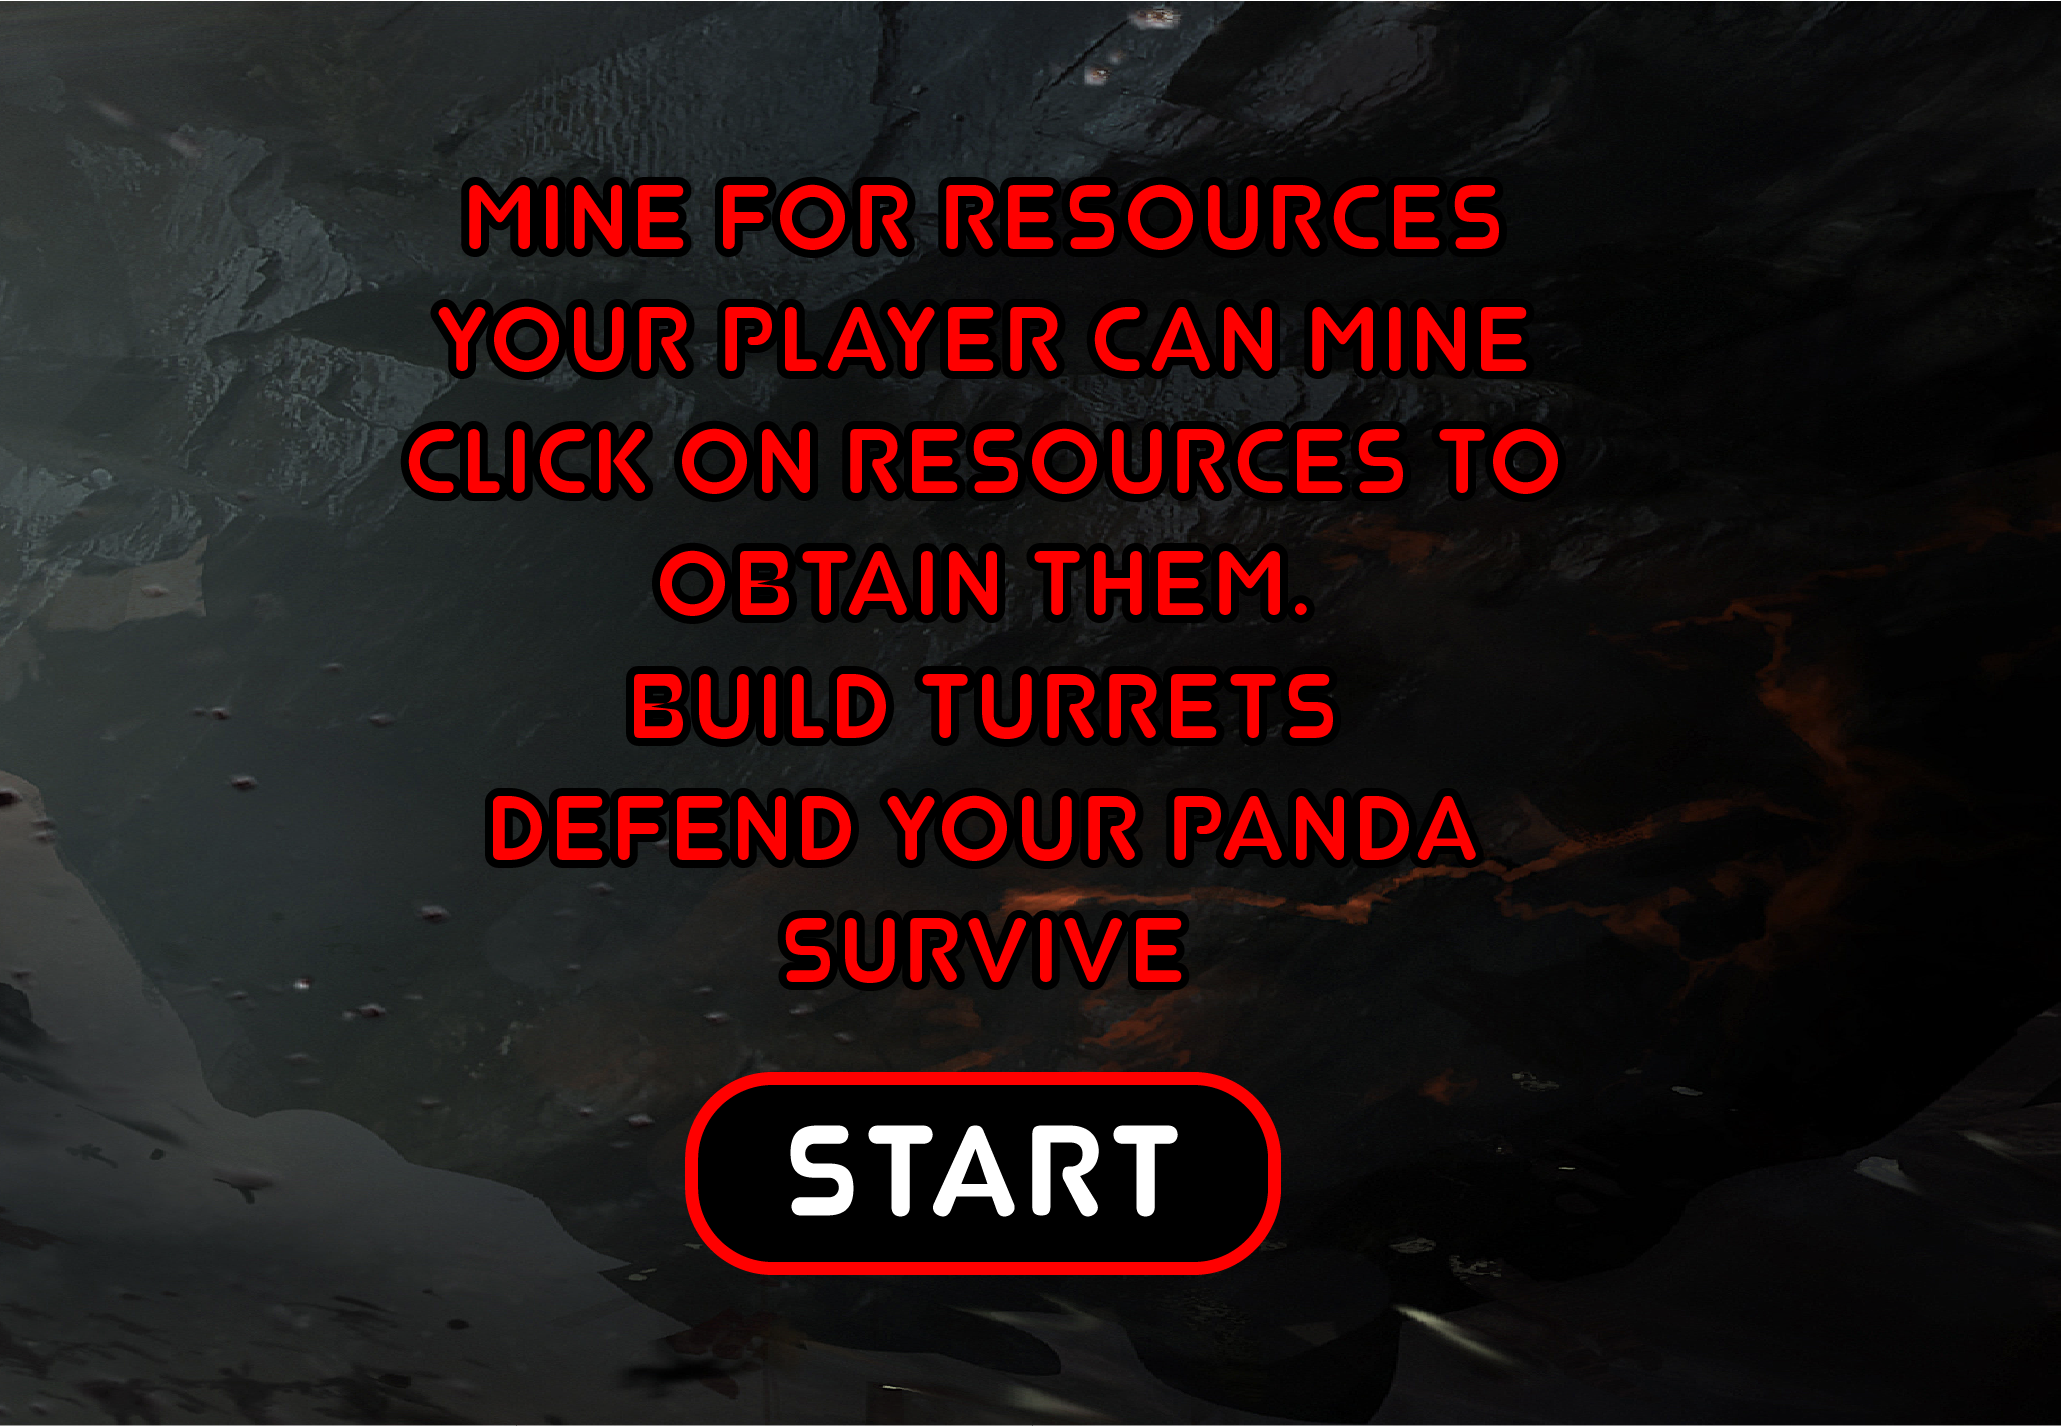 MINE FOR RESOURCES
YOUR PLAYER CAN MINE
CLICK ON RESOURCES TO
OBTAIN THEM.
BUILD TURRETS
DEFEND YOUR PANDA
SURVIVE
START